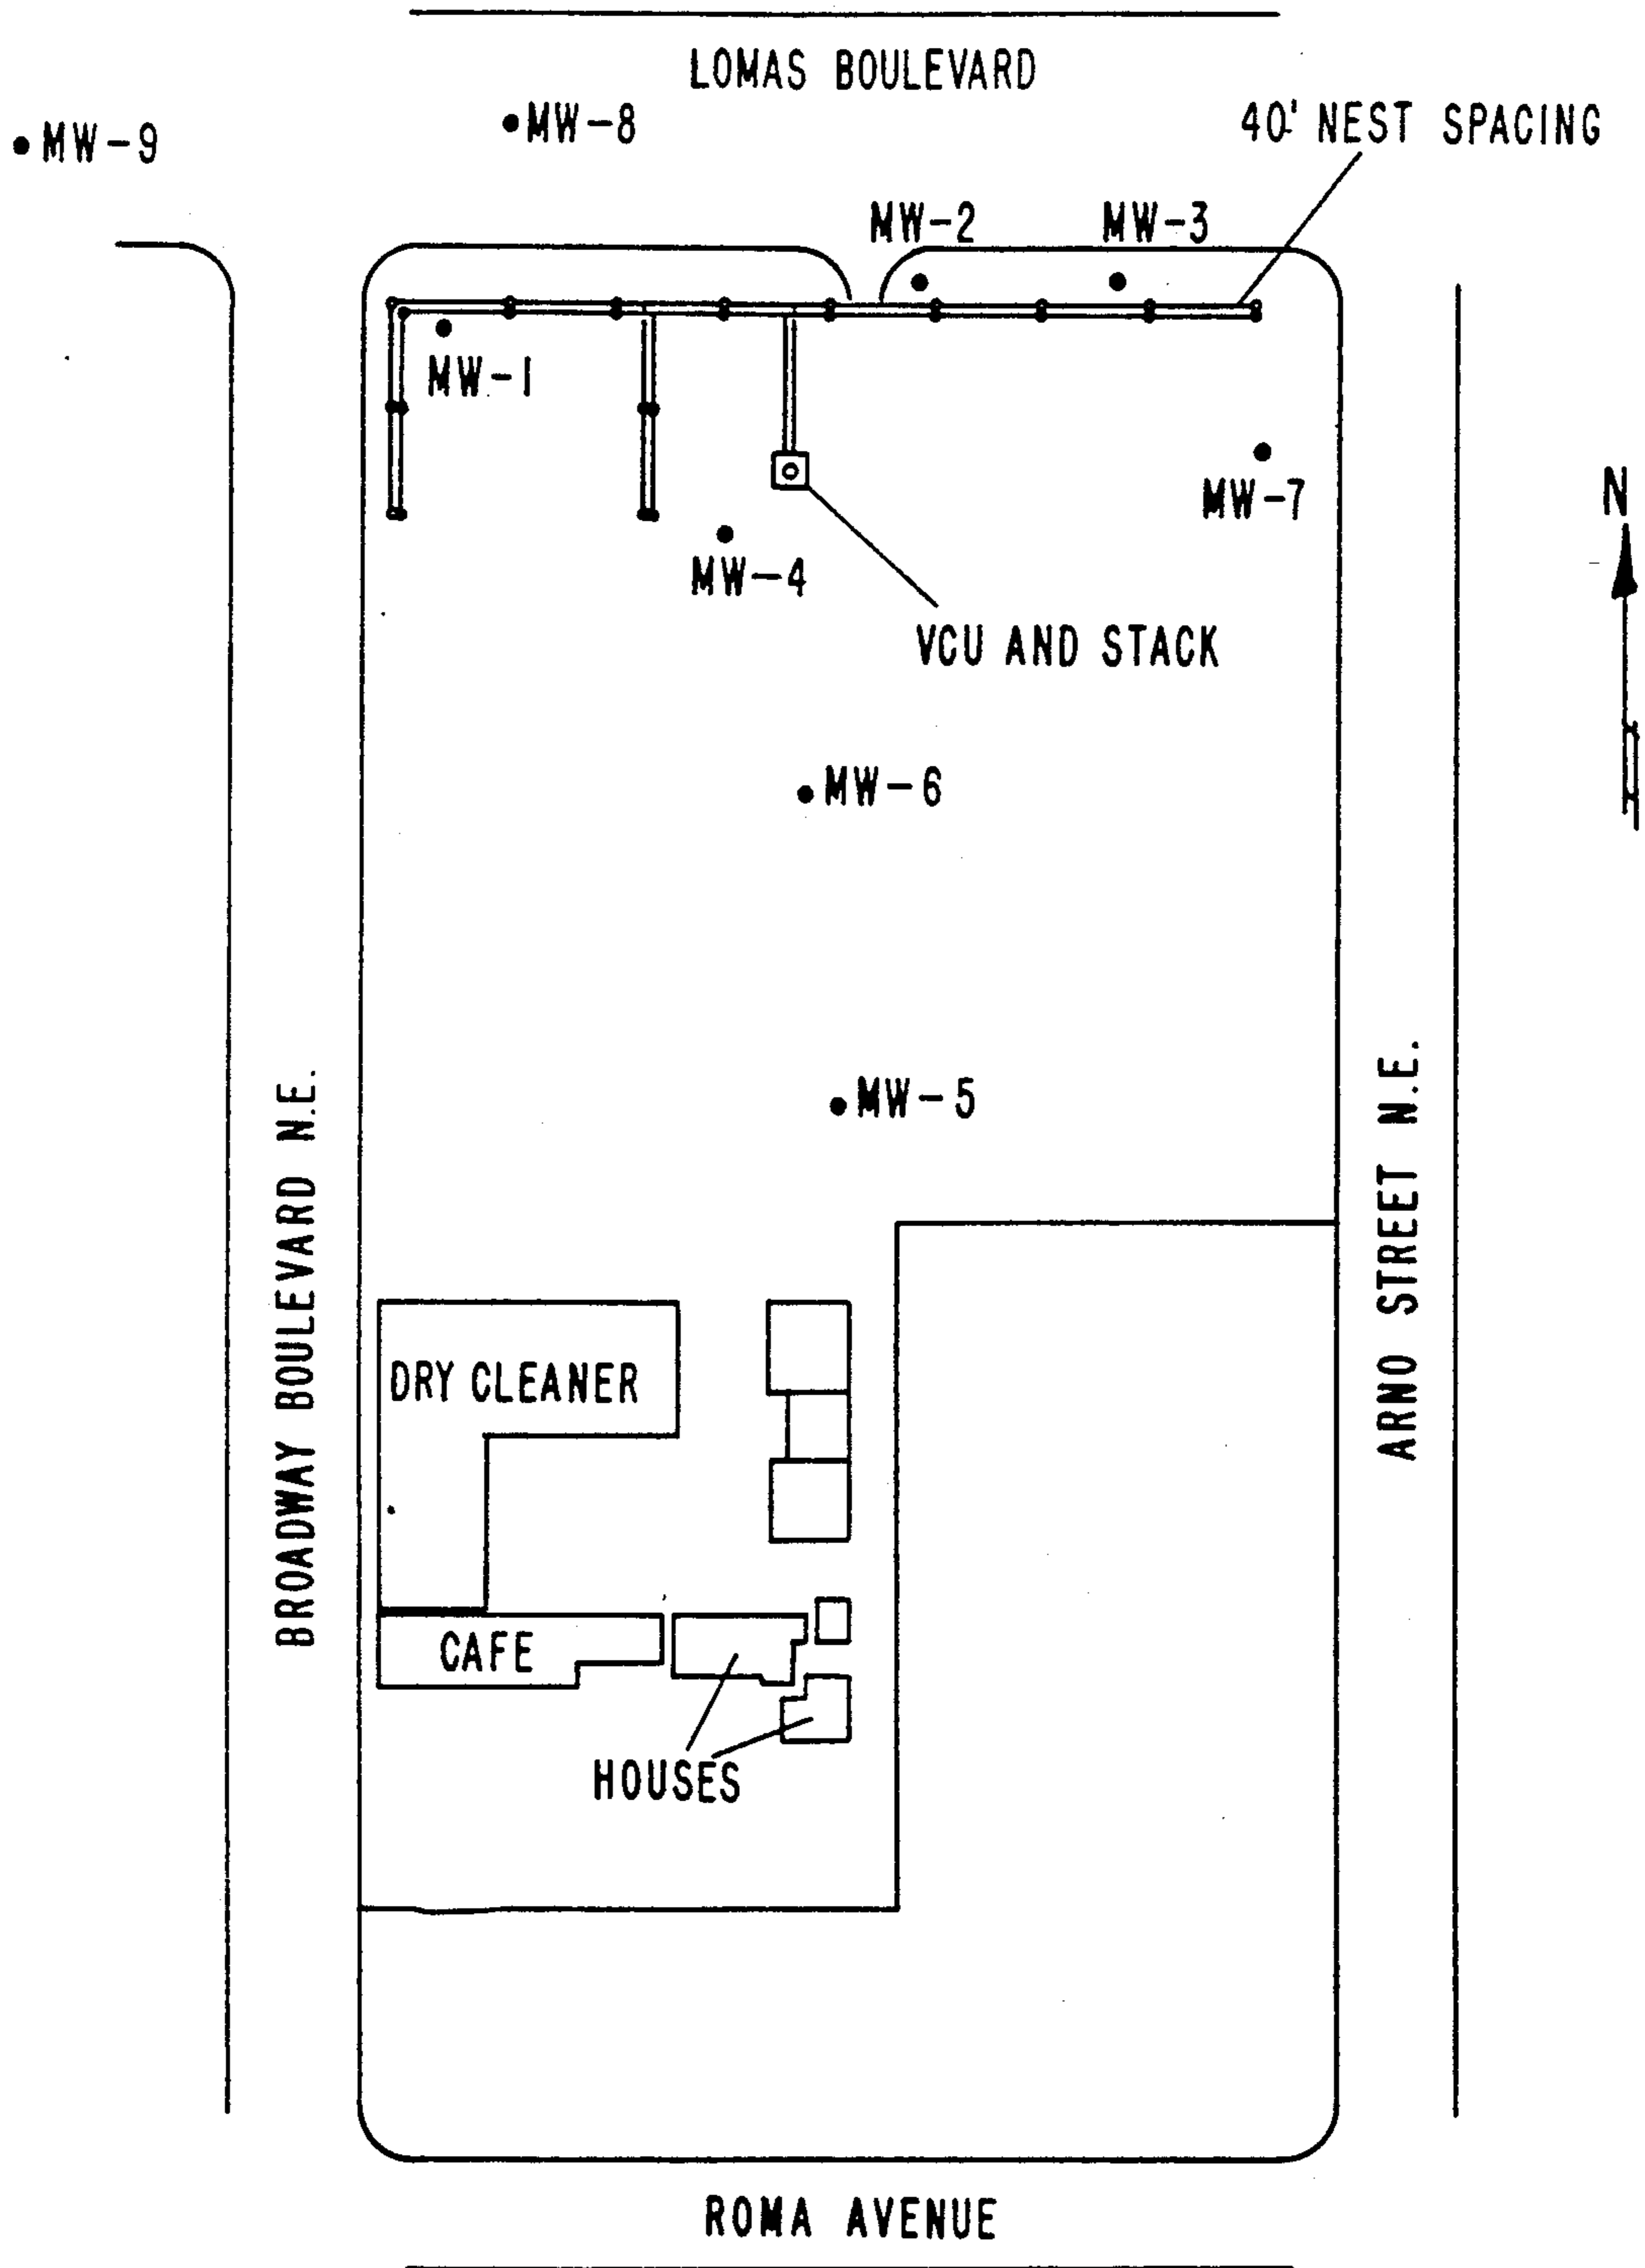 LOMAS BOULEVARD
MW-9
MW-8
40' NEST SPACING
MW-2
MW-3
MW-1
MW-7
N
MW-4
VCU AND STACK
MW-6
MW-5
BROADWAY BOULEVARD N.E.
ARNO STREET N.E.
DRY CLEANER
CAFE
HOUSES
ROMA AVENUE